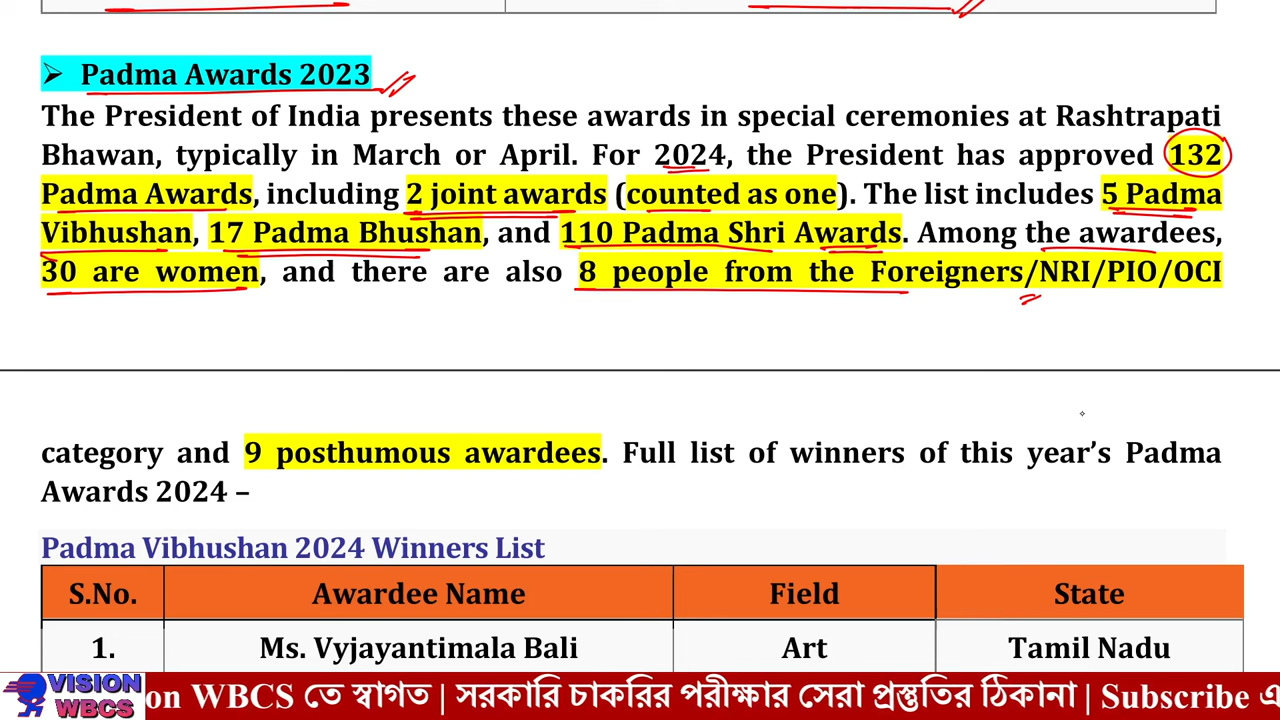 ➢ Padma Awards 2023
The President of India presents these awards in special ceremonies at Rashtrapati
Bhawan, typically in March or April. For 2024, the President has approved 132
Padma Awards, including 2 joint awards (counted as one). The list includes 5 Padma
Vibhushan, 17 Padma Bhushan, and 110 Padma Shri Awards. Among the awardees,
30 are women, and there are also 8 people from the Foreigners/NRI/PIO/OCI
category and 9 posthumous awardees. Full list of winners of this year’s Padma
Awards 2024 –
Padma Vibhushan 2024 Winners List
S.No. Awardee Name Field State
1. Ms. Vyjayantimala Bali Art Tamil Nadu
VISION
WBCS
on WBCS তে স্বাগত | সরকারি চাকরির পরীক্ষার সেরা প্রস্তুতির ঠিকানা | Subscribe এ